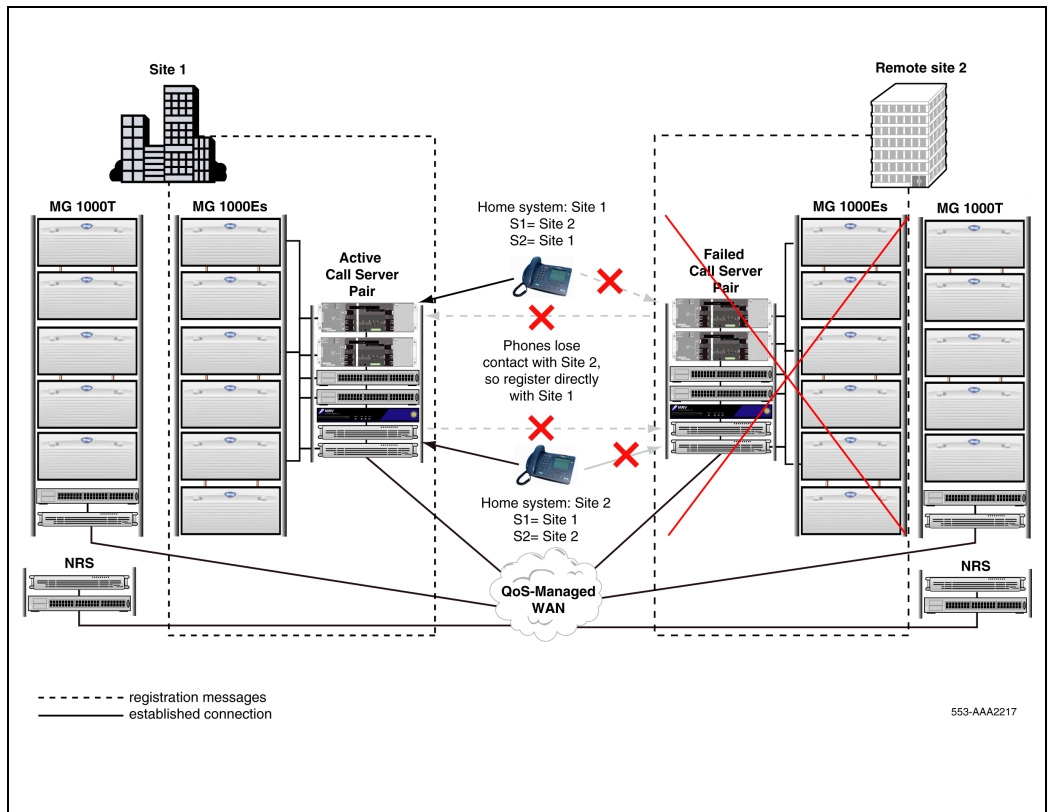 Site 1
Remote site 2
MG 1000T
MG 1000Es
Home system: Site 1
S1= Site 2
S2= Site 1
MG 1000Es
MG 1000T
Active
Call Server
Pair
Failed
Call Server
Pair
Phones lose
contact with Site 2,
so register directly
with Site 1
Home system: Site 2
S1= Site 1
S2= Site 2
NRS
QoS-Managed
WAN
NRS
registration messages
established connection
553-AAA2217